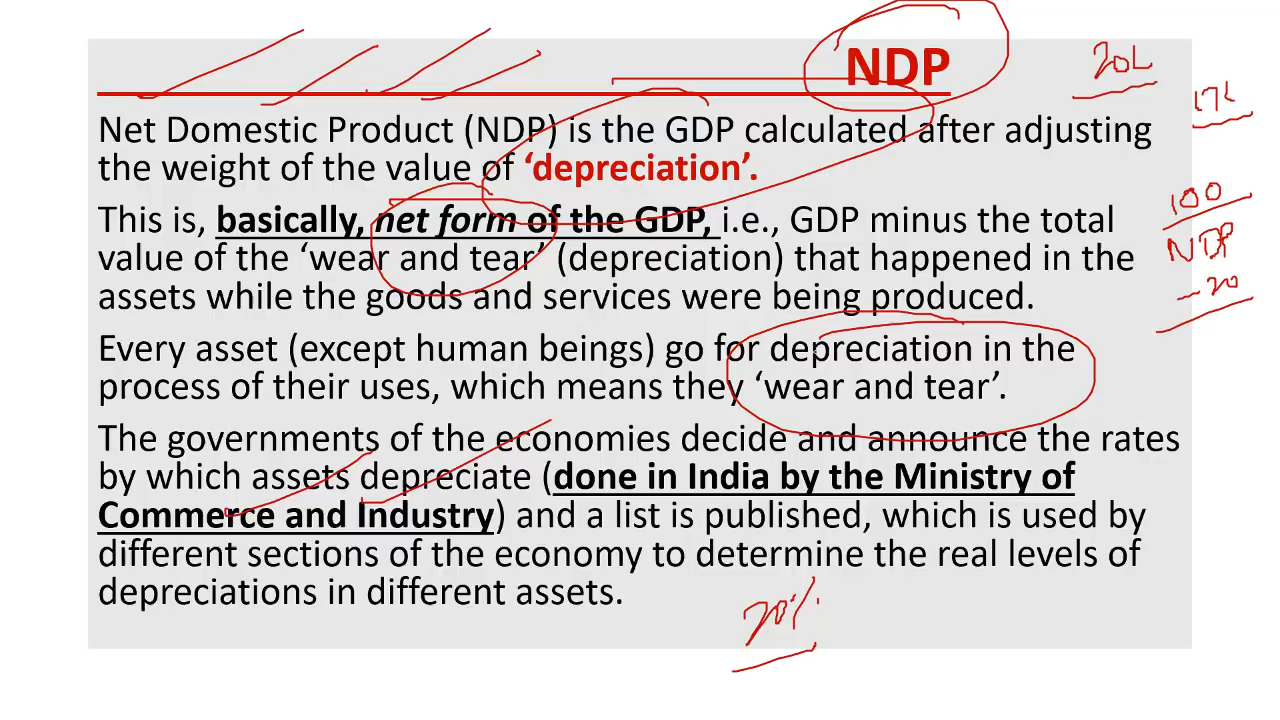 NDP
20L
17L
Net Domestic Product (NDP) is the GDP calculated after adjusting
the weight of the value of ‘depreciation’.
100
This is, basically, net form of the GDP, i.e., GDP minus the total
NDP
value of the ‘wear and tear’ (depreciation) that happened in the
- 20
assets while the goods and services were being produced.
Every asset (except human beings) go for depreciation in the
process of their uses, which means they ‘wear and tear’.
The governments of the economies decide and announce the rates
by which assets depreciate (done in India by the Ministry of
Commerce and Industry) and a list is published, which is used by
different sections of the economy to determine the real levels of
depreciations in different assets.
20%